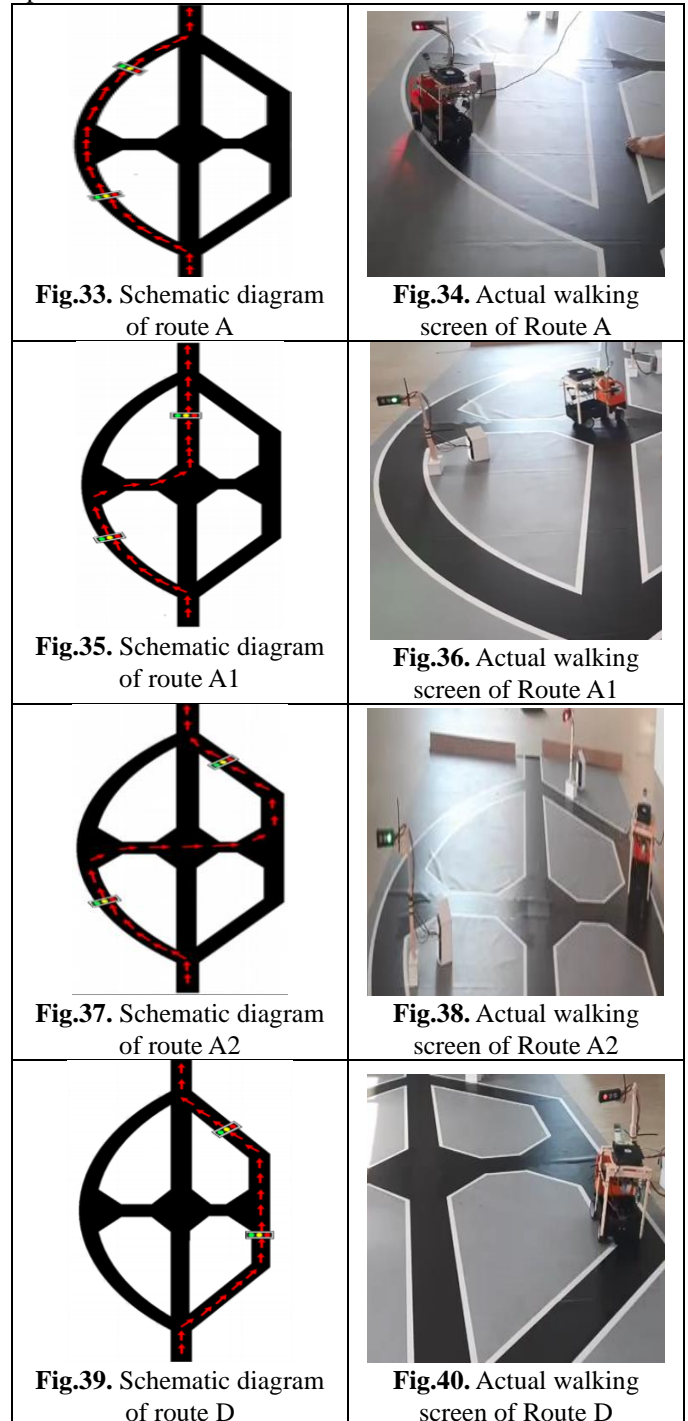 Fig.33. Schematic diagram
of route A
Fig.34. Actual walking
screen of Route A
Fig.35. Schematic diagram
of route A1
Fig.36. Actual walking
screen of Route A1
Fig.37. Schematic diagram
of route A2
Fig.38. Actual walking
screen of Route A2
Fig.39. Schematic diagram
of route D
Fig.40. Actual walking
screen of Route D